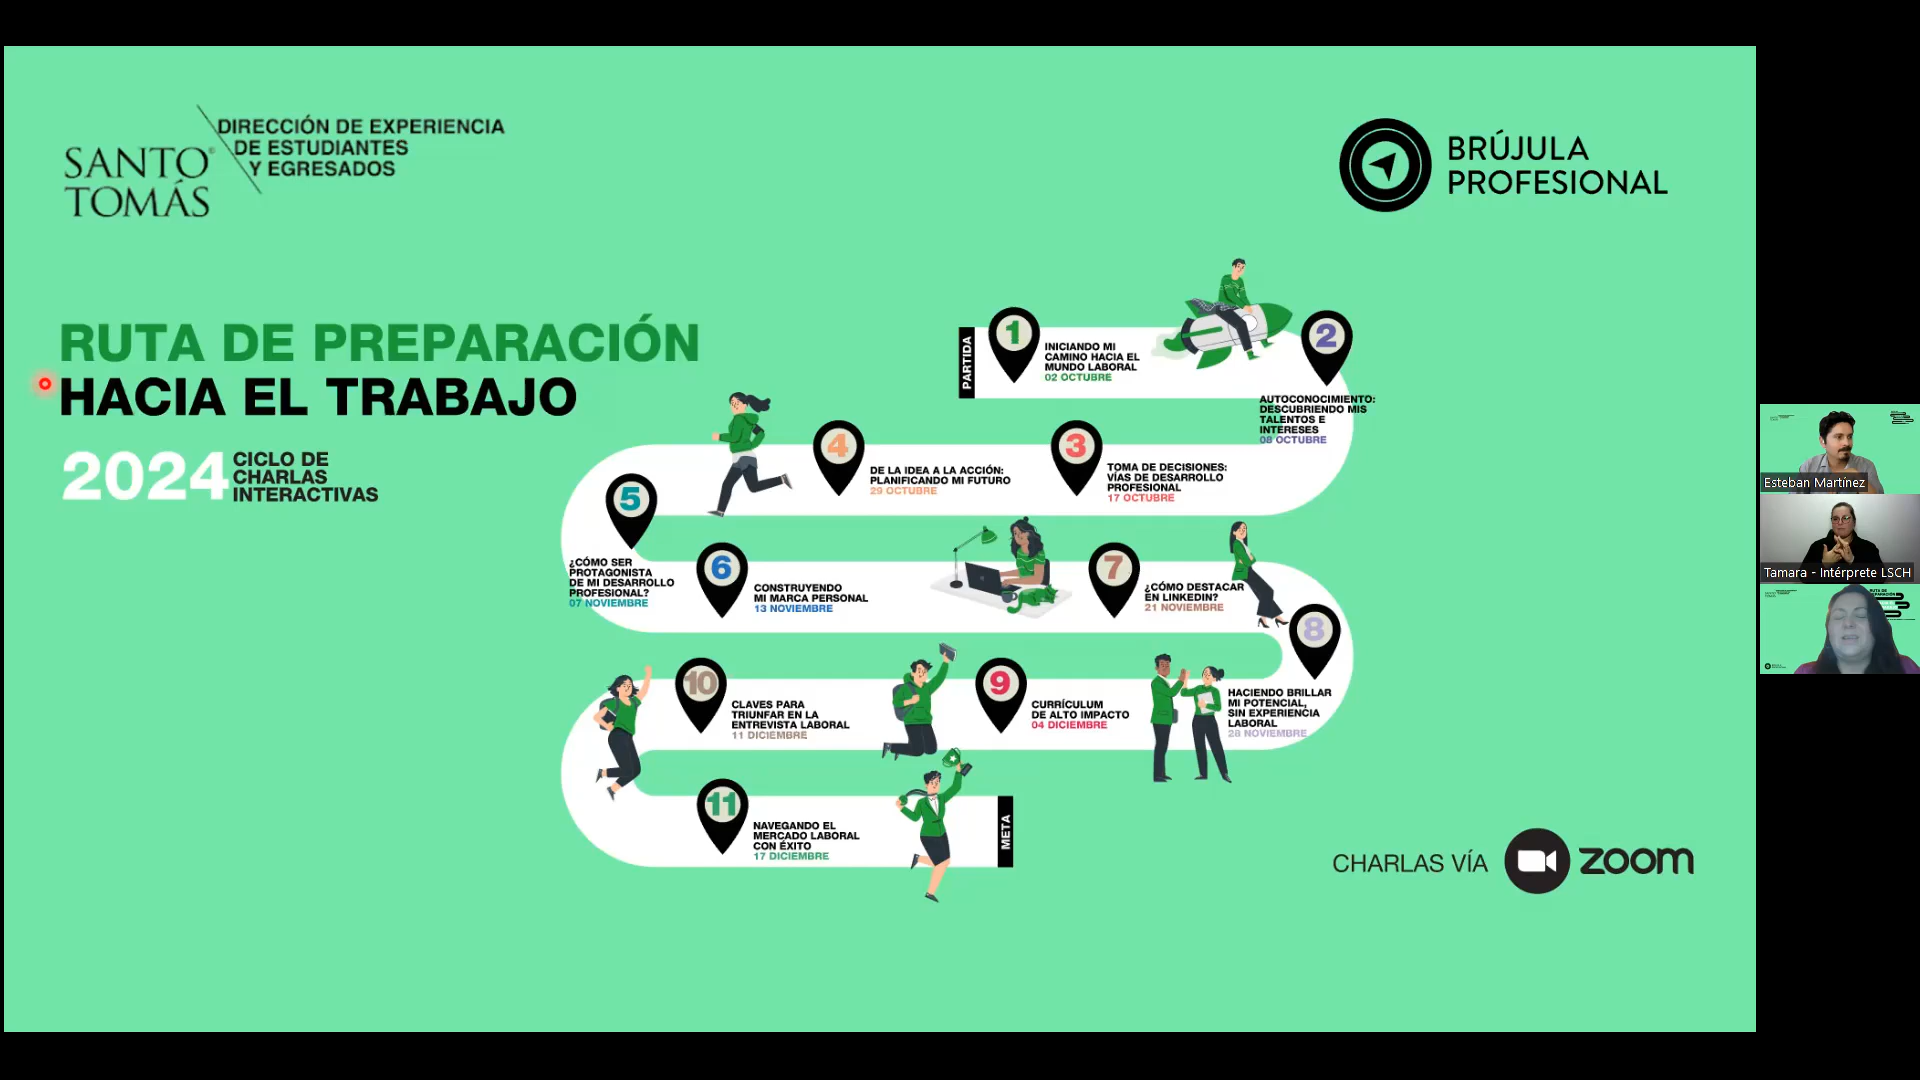 SANTO
TOMÁS
DIRECCIÓN DE EXPERIENCIA
DE ESTUDIANTES
Y EGRESADOS
BRÚJULA
PROFESIONAL
RUTA DE PREPARACIÓN
HACIA EL TRABAJO
2024
CICLO DE
CHARLAS
INTERACTIVAS
PARTIDA
1
INICIANDO MI
CAMINO HACIA EL
MUNDO LABORAL
02 OCTUBRE
2
AUTOCONOCIMIENTO:
DESCUBRIENDO MIS
TALENTOS E
INTERESES
08 OCTUBRE
3
TOMA DE DECISIONES:
VÍAS DE DESARROLLO
PROFESIONAL
17 OCTUBRE
4
DE LA IDEA A LA ACCIÓN:
PLANIFICANDO MI FUTURO
29 OCTUBRE
5
¿CÓMO SER
PROTAGONISTA
DE MI DESARROLLO
PROFESIONAL?
07 NOVIEMBRE
6
CONSTRUYENDO
MI MARCA PERSONAL
13 NOVIEMBRE
7
¿CÓMO DESTACAR
EN LINKEDIN?
21 NOVIEMBRE
8
HACIENDO BRILLAR
MI POTENCIAL,
SIN EXPERIENCIA
LABORAL
28 NOVIEMBRE
9
CURRÍCULUM
DE ALTO IMPACTO
04 DICIEMBRE
10
CLAVES PARA
TRIUNFAR EN LA
ENTREVISTA LABORAL
11 DICIEMBRE
11
NAVEGANDO EL
MERCADO LABORAL
CON ÉXITO
17 DICIEMBRE
META
CHARLAS VÍA
zoom
Esteban Martínez
Tamara - Intérprete LSCH